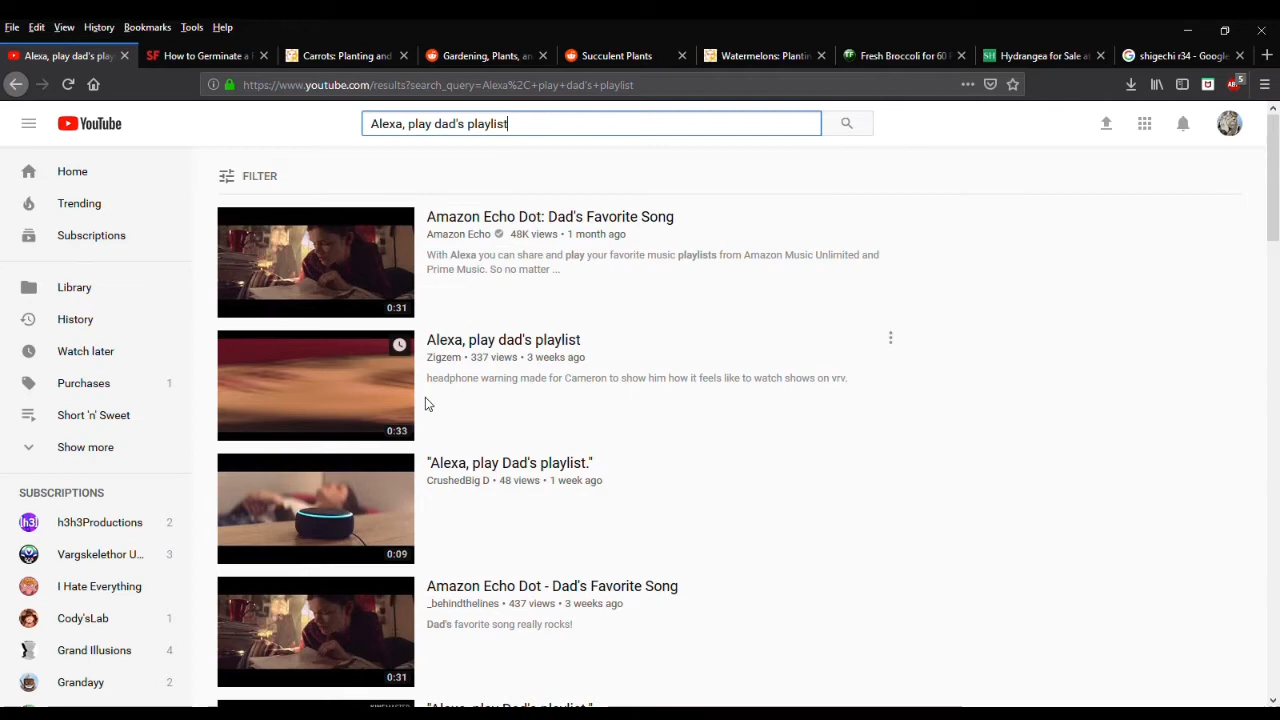 File Edit View History Bookmarks Tools Help
Alexa, play dad's pla
How to Germinate a
Carrots: Planting and
Gardening, Plants, an
Succulent Plants
Watermelons: Plantin
Fresh Broccoli for 60
Hydrangea for Sale at
shigechi r34 - Google
https://www.youtube.com/results?search_query=Alexa%2C+play+dad's+playlist
5
YouTube
Alexa, play dad's playlist
Home
Trending
Subscriptions
Library
History
Watch later
Purchases 1
Short 'n' Sweet
Show more
SUBSCRIPTIONS
h3h3Productions 2
Vargskelethor U... 3
I Hate Everything
Cody'sLab 1
Grand Illusions 4
Grandayy 2
FILTER
0:31
Amazon Echo Dot: Dad's Favorite Song
Amazon Echo 48K views • 1 month ago
With Alexa you can share and play your favorite music playlists from Amazon Music Unlimited and
Prime Music. So no matter ...
0:33
Alexa, play dad's playlist
Zigzem • 337 views • 3 weeks ago
headphone warning made for Cameron to show him how it feels like to watch shows on vrv.
0:09
"Alexa, play Dad's playlist."
CrushedBig D • 48 views • 1 week ago
0:31
Amazon Echo Dot - Dad's Favorite Song
_behindthelines • 437 views • 3 weeks ago
Dad's favorite song really rocks!
"Alexa, play Dad's playlist."